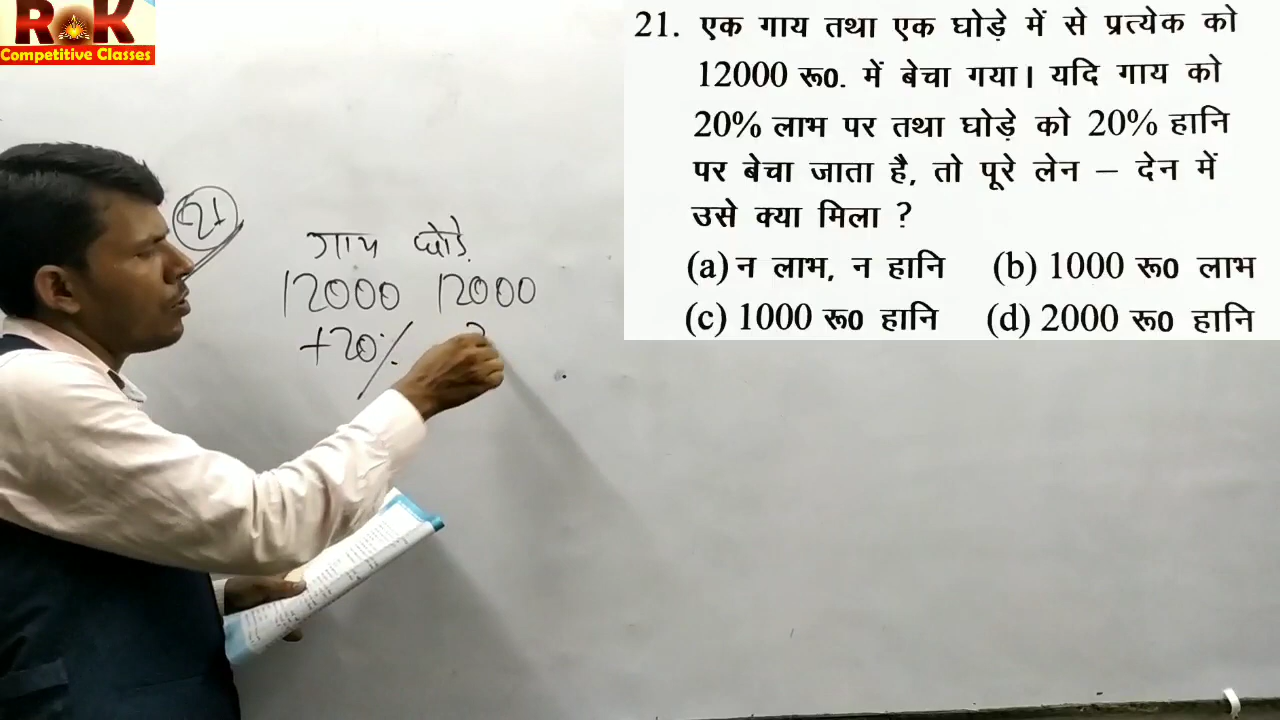 ROK
Competitive Classes
21. एक गाय तथा एक घोड़े में से प्रत्येक को
12000 रू0. में बेचा गया। यदि गाय को
20% लाभ पर तथा घोड़े को 20% हानि
पर बेचा जाता है, तो पूरे लेन – देन में
उसे क्या मिला ?
(a) न लाभ, न हानि (b) 1000 रू0 लाभ
(c) 1000 रू0 हानि (d) 2000 रू0 हानि
21
गाय घोड़े
12000 12000
+20%